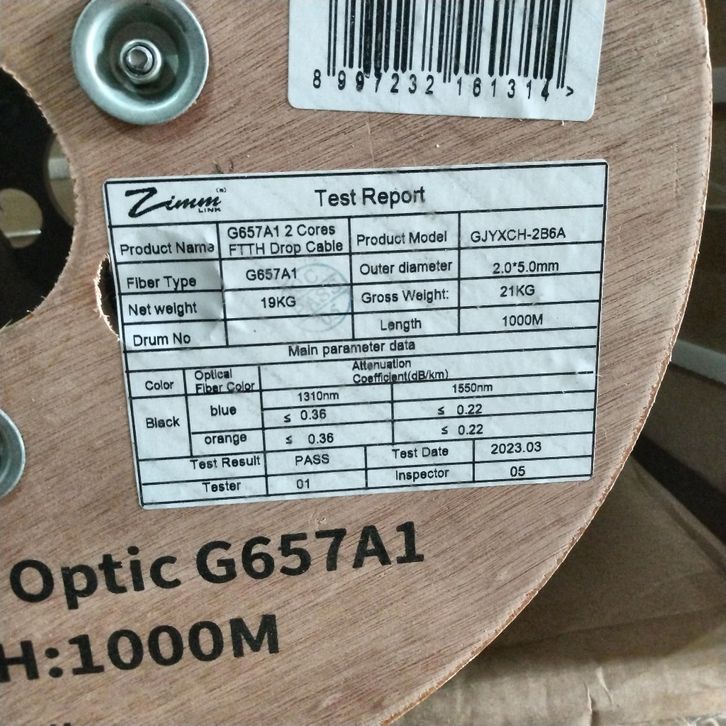 8997232 161314>
Zimm (R)
LINK
Test Report
Product Name G657A1 2 Cores FTTH Drop Cable Product Model GJYXCH-2B6A
Fiber Type G657A1 Outer diameter 2.0*5.0mm
Net weight 19KG Gross Weight: 21KG
Drum No Length 1000M
Main parameter data
Color Optical Fiber Color Attenuation Coefficient(dB/km)
1310nm 1550nm
Black blue ≤ 0.36 ≤ 0.22
orange ≤ 0.36 ≤ 0.22
Test Result PASS Test Date 2023.03
Tester 01 Inspector 05
Optic G657A1
H:1000M